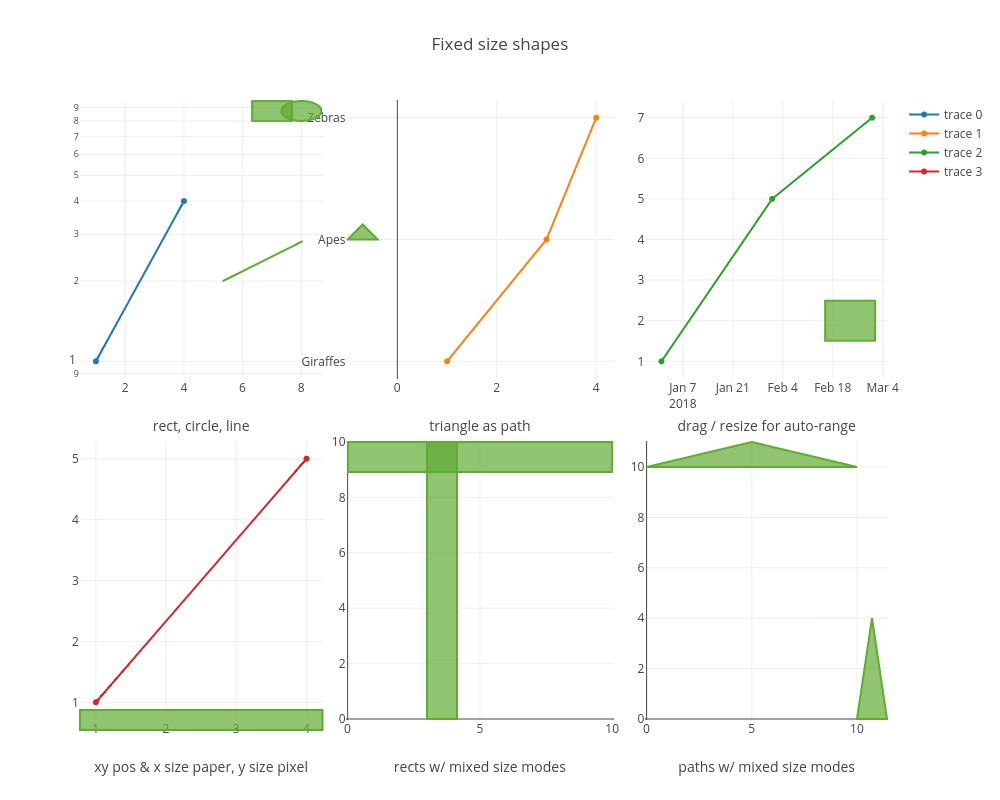 Fixed size shapes
9
8
7
6
5
4
3
2
1
9
2
4
6
8
rect, circle, line
Zebras
Apes
Giraffes
0
2
4
triangle as path
7
6
5
4
3
2
1
Jan 7
2018
Jan 21
Feb 4
Feb 18
Mar 4
drag / resize for auto-range
trace 0
trace 1
trace 2
trace 3
5
4
3
2
1
1
2
3
4
xy pos & x size paper, y size pixel
10
8
6
4
2
0
0
5
10
rects w/ mixed size modes
10
8
6
4
2
0
0
5
10
paths w/ mixed size modes